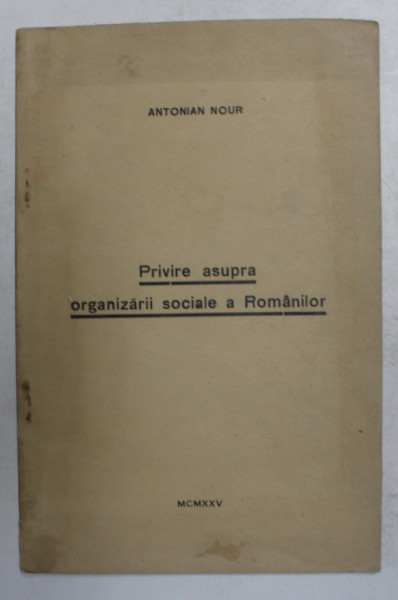 ANTONIAN NOUR
Privire asupra
organizării sociale a Românilor
MCMXXV